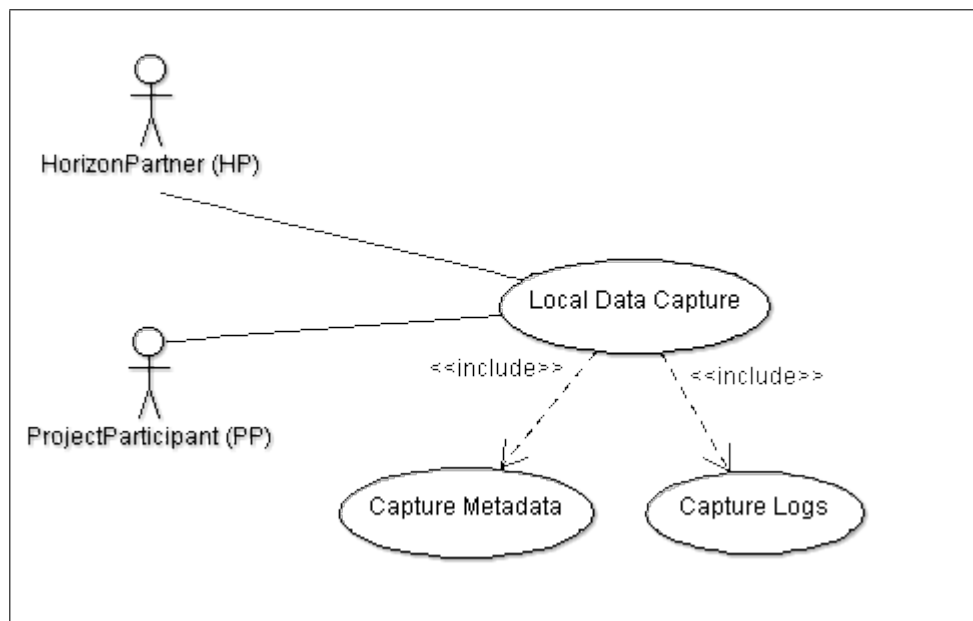 HorizonPartner (HP)
Local Data Capture
<<include>>
<<include>>
ProjectParticipant (PP)
Capture Metadata
Capture Logs